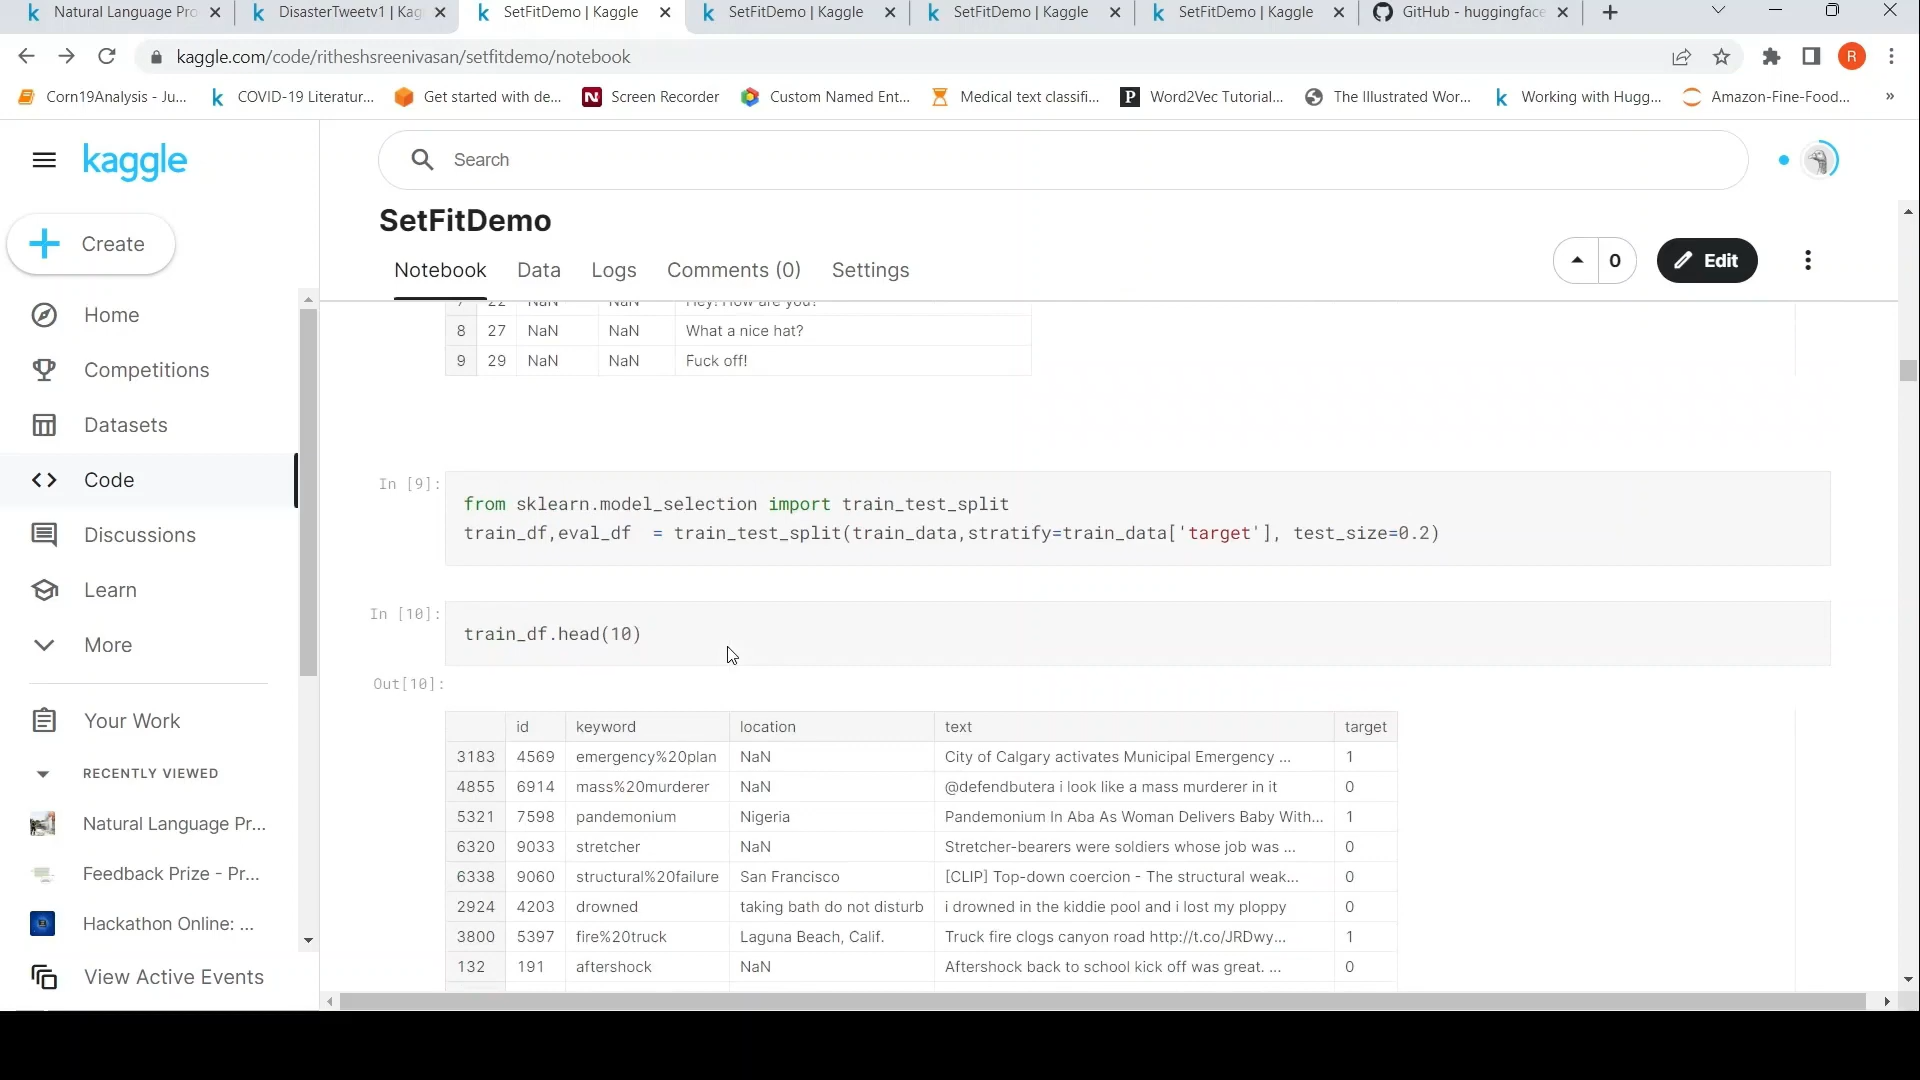 Natural Language Pro
DisasterTweetv1 | Kag
SetFitDemo | Kaggle
SetFitDemo | Kaggle
SetFitDemo | Kaggle
SetFitDemo | Kaggle
GitHub - huggingface
kaggle.com/code/ritheshsreenivasan/setfitdemo/notebook
R
Corn19Analysis - Ju...
COVID-19 Literatur...
Get started with de...
Screen Recorder
Custom Named Ent...
Medical text classifi...
Word2Vec Tutorial...
The Illustrated Wor...
Working with Hugg...
Amazon-Fine-Food...
»
kaggle
Search
Create
Home
Competitions
Datasets
Code
Discussions
Learn
More
Your Work
RECENTLY VIEWED
Natural Language Pr...
Feedback Prize - Pr...
Hackathon Online: ...
View Active Events
SetFitDemo
Notebook Data Logs Comments (0) Settings
0
Edit
7 22 NaN NaN Hey! How are you?
8 27 NaN NaN What a nice hat?
9 29 NaN NaN Fuck off!
In [9]:
from sklearn.model_selection import train_test_split
train_df,eval_df = train_test_split(train_data,stratify=train_data['target'], test_size=0.2)
In [10]:
train_df.head(10)
Out[10]:
id keyword location text target
3183 4569 emergency%20plan NaN City of Calgary activates Municipal Emergency ... 1
4855 6914 mass%20murderer NaN @defendbutera i look like a mass murderer in it 0
5321 7598 pandemonium Nigeria Pandemonium In Aba As Woman Delivers Baby With... 1
6320 9033 stretcher NaN Stretcher-bearers were soldiers whose job was ... 0
6338 9060 structural%20failure San Francisco [CLIP] Top-down coercion - The structural weak... 0
2924 4203 drowned taking bath do not disturb i drowned in the kiddie pool and i lost my ploppy 0
3800 5397 fire%20truck Laguna Beach, Calif. Truck fire clogs canyon road http://t.co/JRDwy... 1
132 191 aftershock NaN Aftershock back to school kick off was great. ... 0